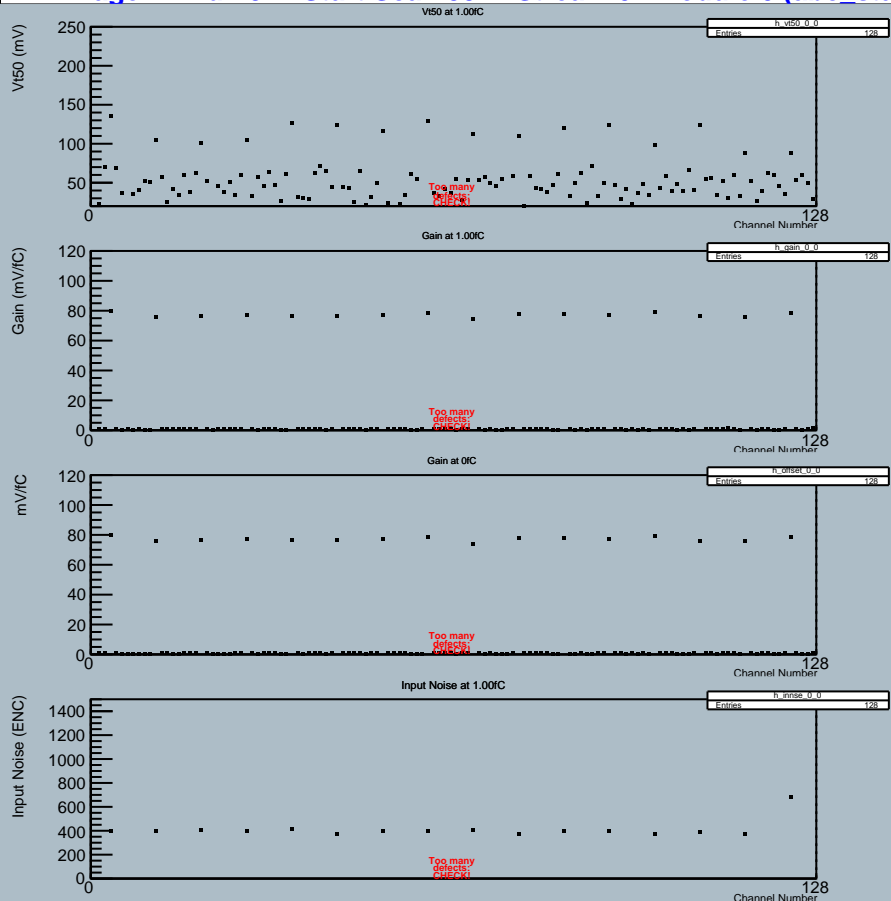 Vt50 at 1.00fC
h_vt50_0_0
Entries 128
Vt50 (mV)
250
200
150
100
50
0
128
Too many
defects:
CHECK!
Channel Number
Gain at 1.00fC
h_gain_0_0
Entries 128
Gain (mV/fC)
120
100
80
60
40
20
0
0
128
Too many
defects:
CHECK!
Channel Number
Gain at 0fC
h_offset_0_0
Entries 128
mV/fC
120
100
80
60
40
20
0
0
128
Too many
defects:
CHECK!
Channel Number
Input Noise at 1.00fC
h_innse_0_0
Entries 128
Input Noise (ENC)
1400
1200
1000
800
600
400
200
0
0
128
Too many
defects:
CHECK!
Channel Number